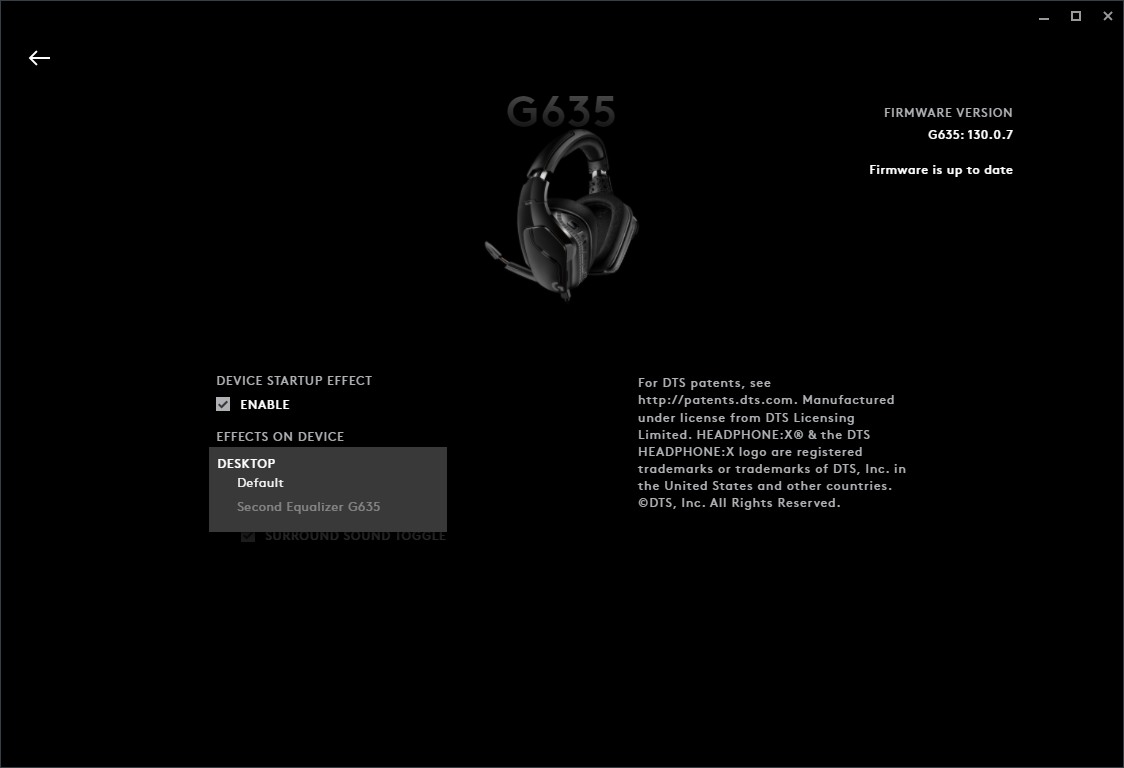 G635
FIRMWARE VERSION
G635: 130.0.7
Firmware is up to date
DEVICE STARTUP EFFECT
ENABLE
EFFECTS ON DEVICE
DESKTOP
Default
Second Equalizer G635
SURROUND SOUND TOGGLE
For DTS patents, see
http://patents.dts.com. Manufactured
under license from DTS Licensing
Limited. HEADPHONE:X® & the DTS
HEADPHONE:X logo are registered
trademarks or trademarks of DTS, Inc. in
the United States and other countries.
©DTS, Inc. All Rights Reserved.